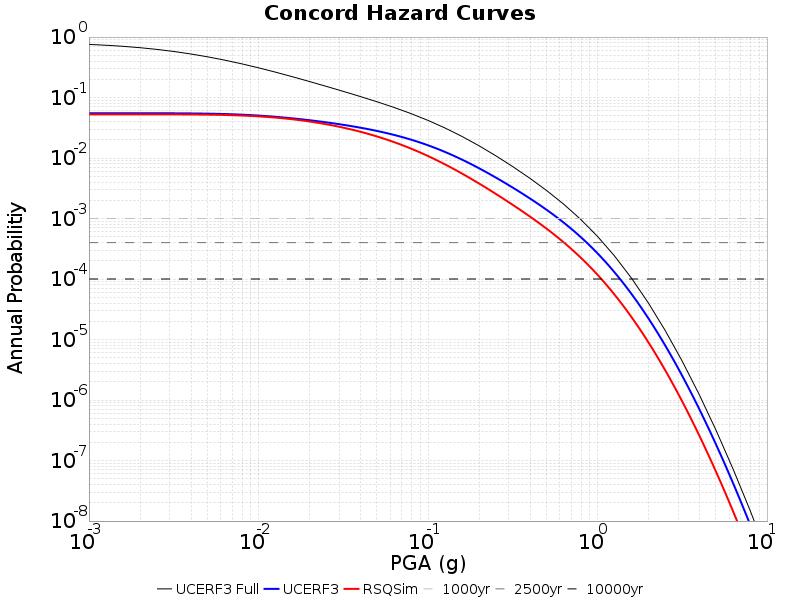 Concord Hazard Curves
10^0
10^-1
10^-2
10^-3
10^-4
10^-5
10^-6
10^-7
10^-8
Annual Probabilitiy
10^-3 10^-2 10^-1 10^0 10^1
PGA (g)
UCERF3 Full UCERF3 RSQSim 1000yr 2500yr 10000yr